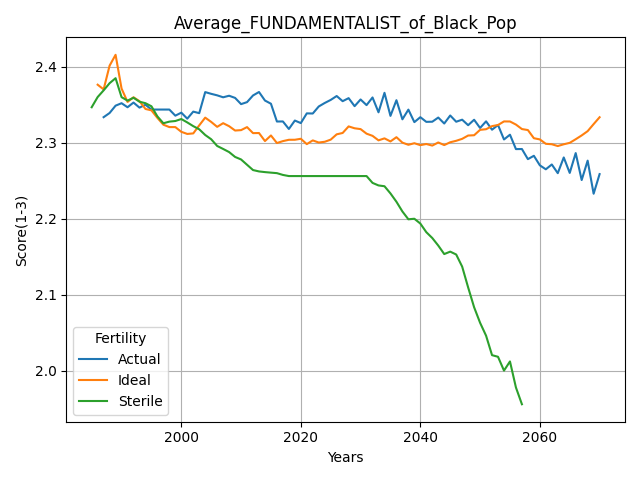 Average_FUNDAMENTALIST_of_Black_Pop
2.4
2.3
2.2
2.1
2.0
Score(1-3)
Fertility
Actual
Ideal
Sterile
2000
2020
2040
2060
Years